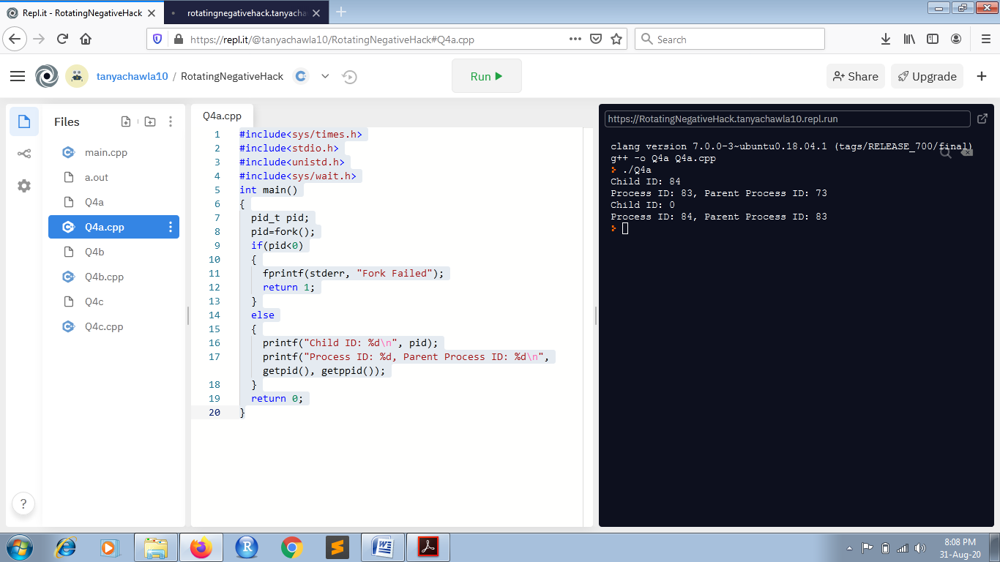 Repl.it - RotatingNegativeHack
rotatingnegativehack.tanyacha
https://repl.it/@tanyachawla10/RotatingNegativeHack#Q4a.cpp
Search
tanyachawla10 / RotatingNegativeHack
Run
Share
Upgrade
Files
main.cpp
a.out
Q4a
Q4a.cpp
Q4b
Q4b.cpp
Q4c
Q4c.cpp
?
Q4a.cpp
1 #include<sys/times.h>
2 #include<stdio.h>
3 #include<unistd.h>
4 #include<sys/wait.h>
5 int main()
6 {
7 pid_t pid;
8 pid=fork();
9 if(pid<0)
10 {
11 fprintf(stderr, "Fork Failed");
12 return 1;
13 }
14 else
15 {
16 printf("Child ID: %d\n", pid);
17 printf("Process ID: %d, Parent Process ID: %d\n",
getpid(), getppid());
18 }
19 return 0;
20 }
https://RotatingNegativeHack.tanyachawla10.repl.run
clang version 7.0.0-3~ubuntu0.18.04.1 (tags/RELEASE_700/final)
g++ -o Q4a Q4a.cpp
./Q4a
Child ID: 84
Process ID: 83, Parent Process ID: 73
Child ID: 0
Process ID: 84, Parent Process ID: 83
8:08 PM
31-Aug-20